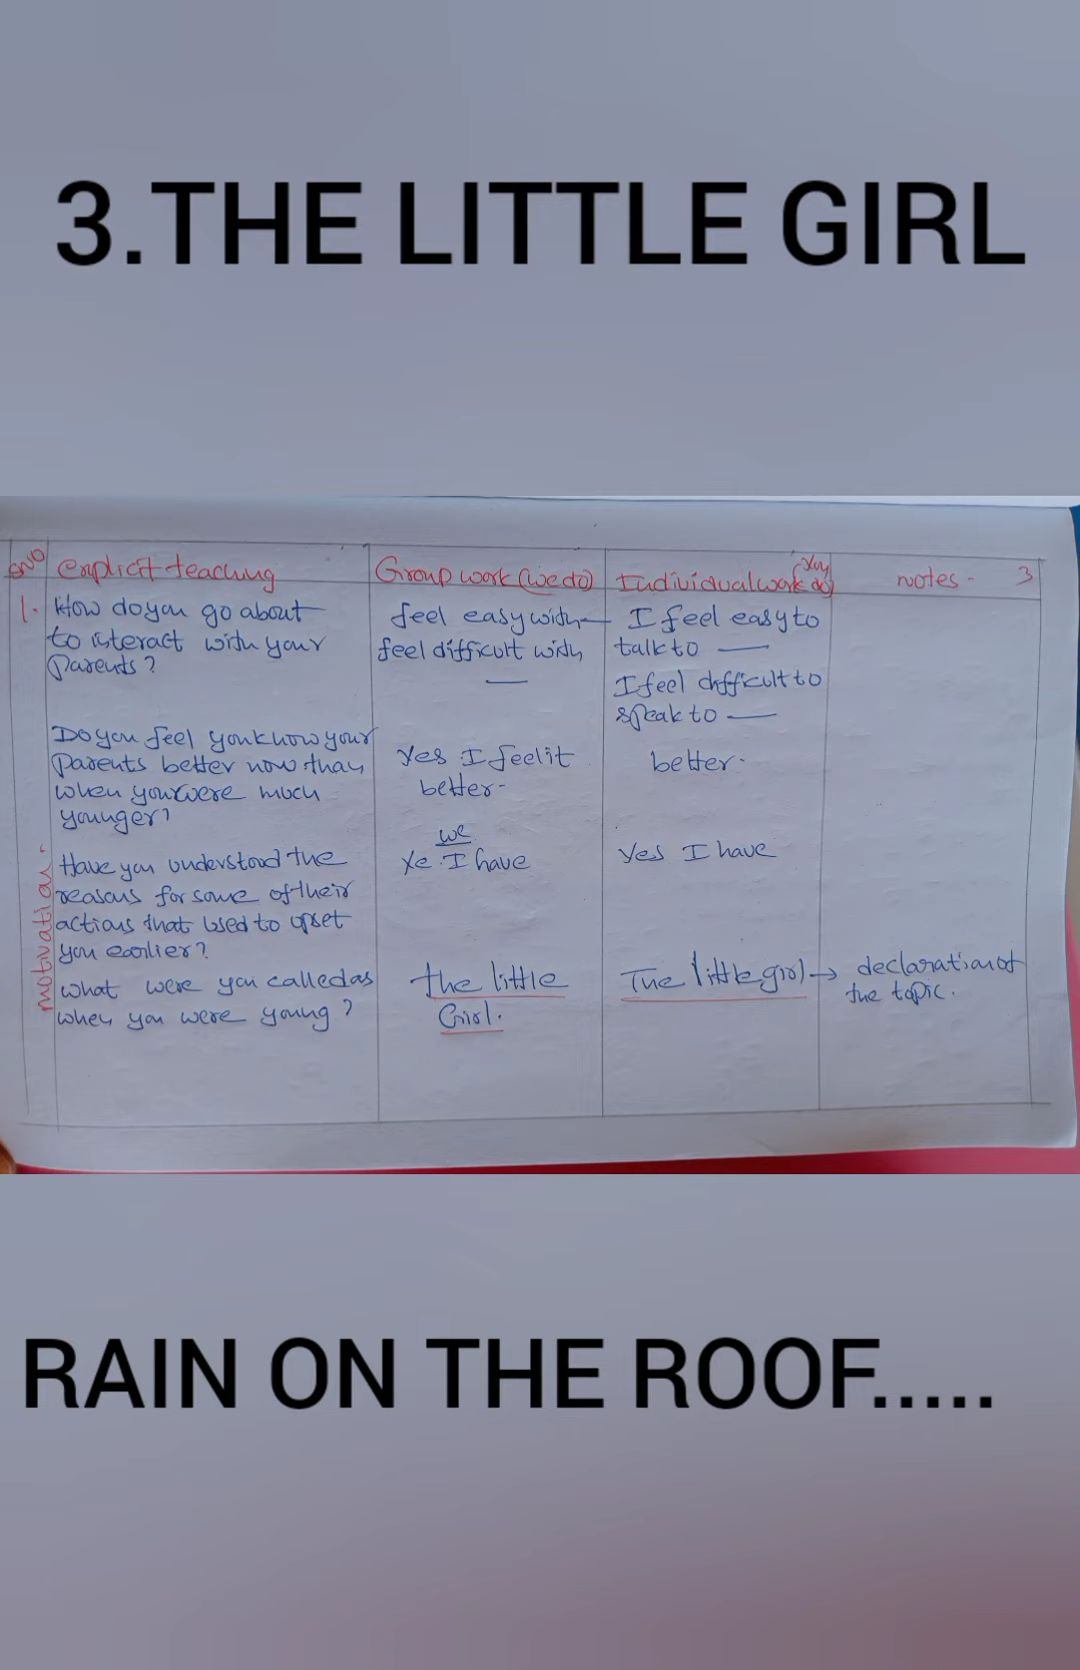 3.THE LITTLE GIRL
SNO
explicit teaching
Group work (we do)
Individual work (You do)
notes - 3
1. How do you go about
to interact with your
parents?
feel easy with —
feel difficult with
—
I feel easy to
talk to —
I feel difficult to
speak to —
Do you feel you know your
parents better now than
when you were much
younger?
Yes I feel it
better-
better.
motivation.
Have you understood the
reasons for some of their
actions that used to upset
you earlier?
we
Ye. I have
Yes I have
what were you called as
when you were young?
the little
Girl.
The little girl →
declaration of
the topic.
RAIN ON THE ROOF.....